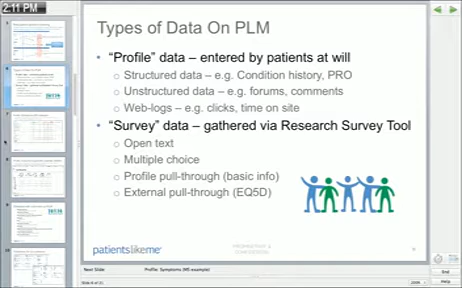 2:11 PM
Types of Data On PLM
• "Profile" data – entered by patients at will
○ Structured data – e.g. Condition history, PRO
○ Unstructured data – e.g. forums, comments
○ Web-logs – e.g. clicks, time on site
• "Survey" data – gathered via Research Survey Tool
○ Open text
○ Multiple choice
○ Profile pull-through (basic info)
○ External pull-through (EQ5D)
patientslikeme
Next Slide
Profile: Symptoms (MS example)
End
Help